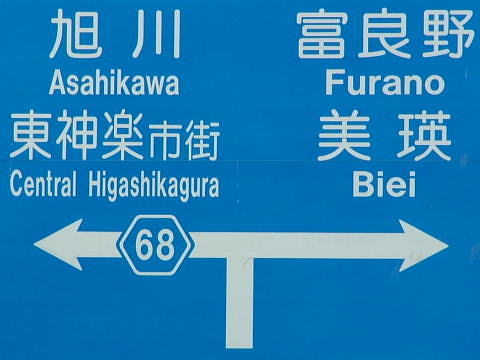 旭川
Asahikawa
東神楽市街
Central Higashikagura
富良野
Furano
美瑛
Biei
68